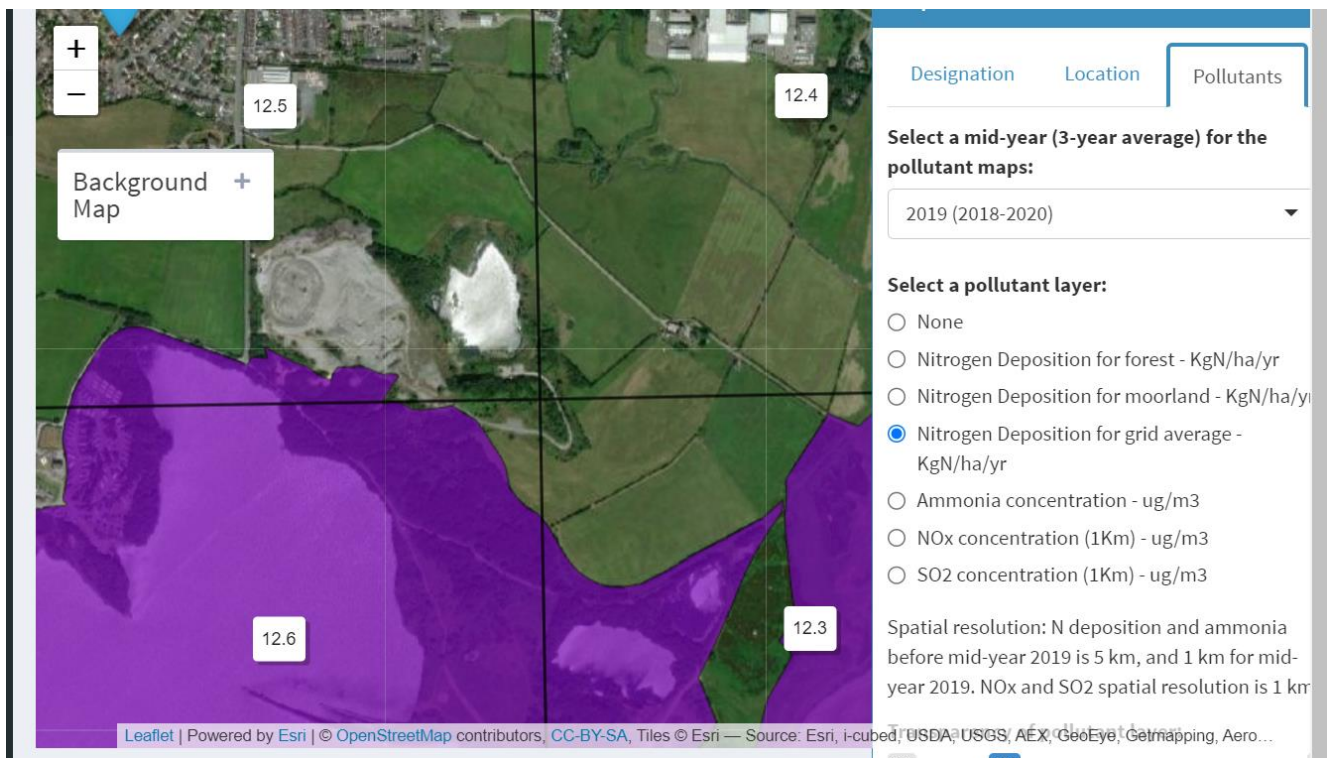 +
−
12.5
12.4
Background
Map
+
12.6
12.3
Leaflet | Powered by Esri | © OpenStreetMap contributors, CC-BY-SA, Tiles © Esri — Source: Esri, i-cubed, USDA, USGS, AEX, GeoEye, Getmapping, Aero…
Designation Location Pollutants
Select a mid-year (3-year average) for the
pollutant maps:
2019 (2018-2020)
Select a pollutant layer:
None
Nitrogen Deposition for forest - KgN/ha/yr
Nitrogen Deposition for moorland - KgN/ha/yr
Nitrogen Deposition for grid average -
KgN/ha/yr
Ammonia concentration - ug/m3
NOx concentration (1Km) - ug/m3
SO2 concentration (1Km) - ug/m3
Spatial resolution: N deposition and ammonia
before mid-year 2019 is 5 km, and 1 km for mid-
year 2019. NOx and SO2 spatial resolution is 1 km